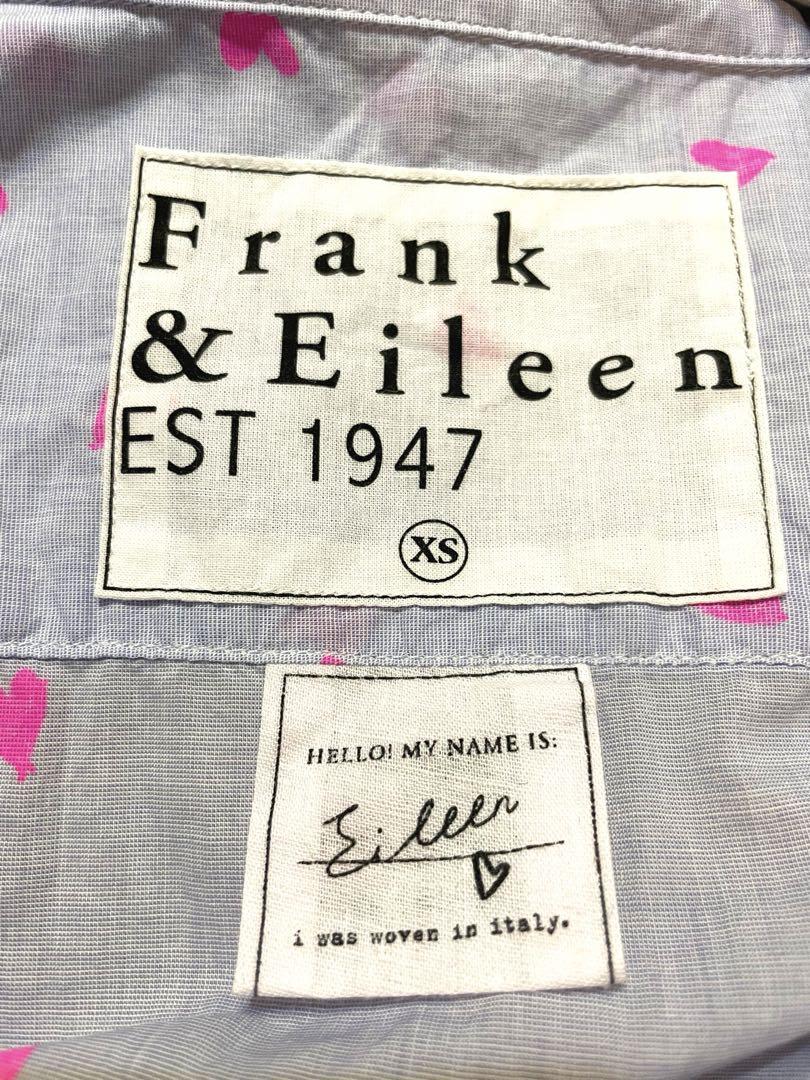 Frank
& Eileen
EST 1947
XS
HELLO! MY NAME IS:
Eileen
i was woven in italy.